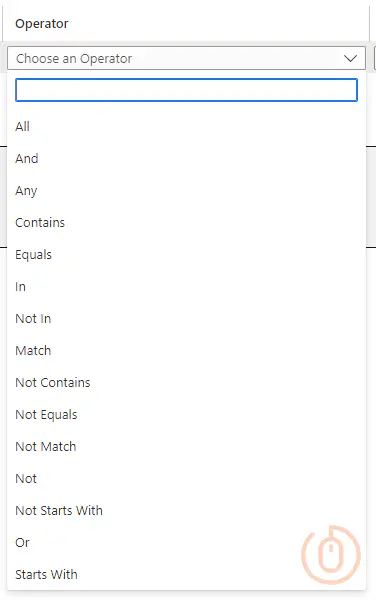 Operator
Choose an Operator
All
And
Any
Contains
Equals
In
Not In
Match
Not Contains
Not Equals
Not Match
Not
Not Starts With
Or
Starts With